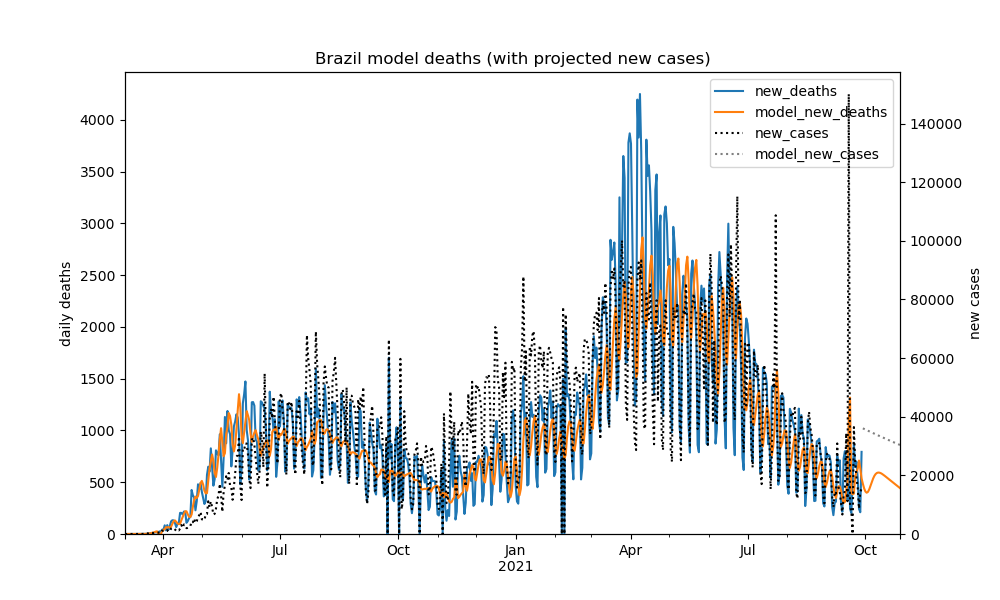 Brazil model deaths (with projected new cases)
new_deaths
model_new_deaths
new_cases
model_new_cases
daily deaths
4000
3500
3000
2500
2000
1500
1000
500
0
new cases
140000
120000
100000
80000
60000
40000
20000
0
Apr
Jul
Oct
Jan
2021
Apr
Jul
Oct